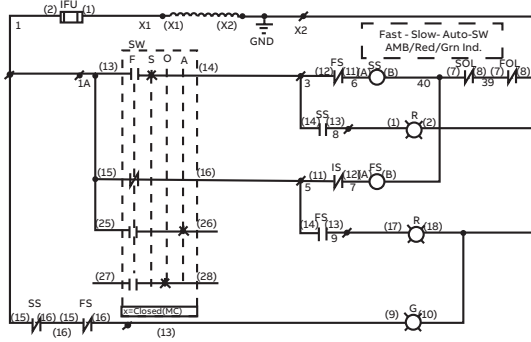 IFU
(2) (1)
1 X1 (X1) (X2) X2
GND
Fast - Slow- Auto-SW
AMB/Red/Grn Ind.
SW
F S O A
(13) (14)
1A
3 (12) FS (11) 6 (A) SS (B) 40 (7) SOL (8) 39 (7) FOL (8)
SS
(14) (13) 8 (1) R (2)
(15) (16)
5 (11) IS (12) 7 (A) FS (B)
(25) (26)
FS
(14) (13) 9 (17) R (18)
(27) (28)
x=Closed(MC)
SS FS
(15) (16) (15) (16) (9) G (10)
(16) (13)